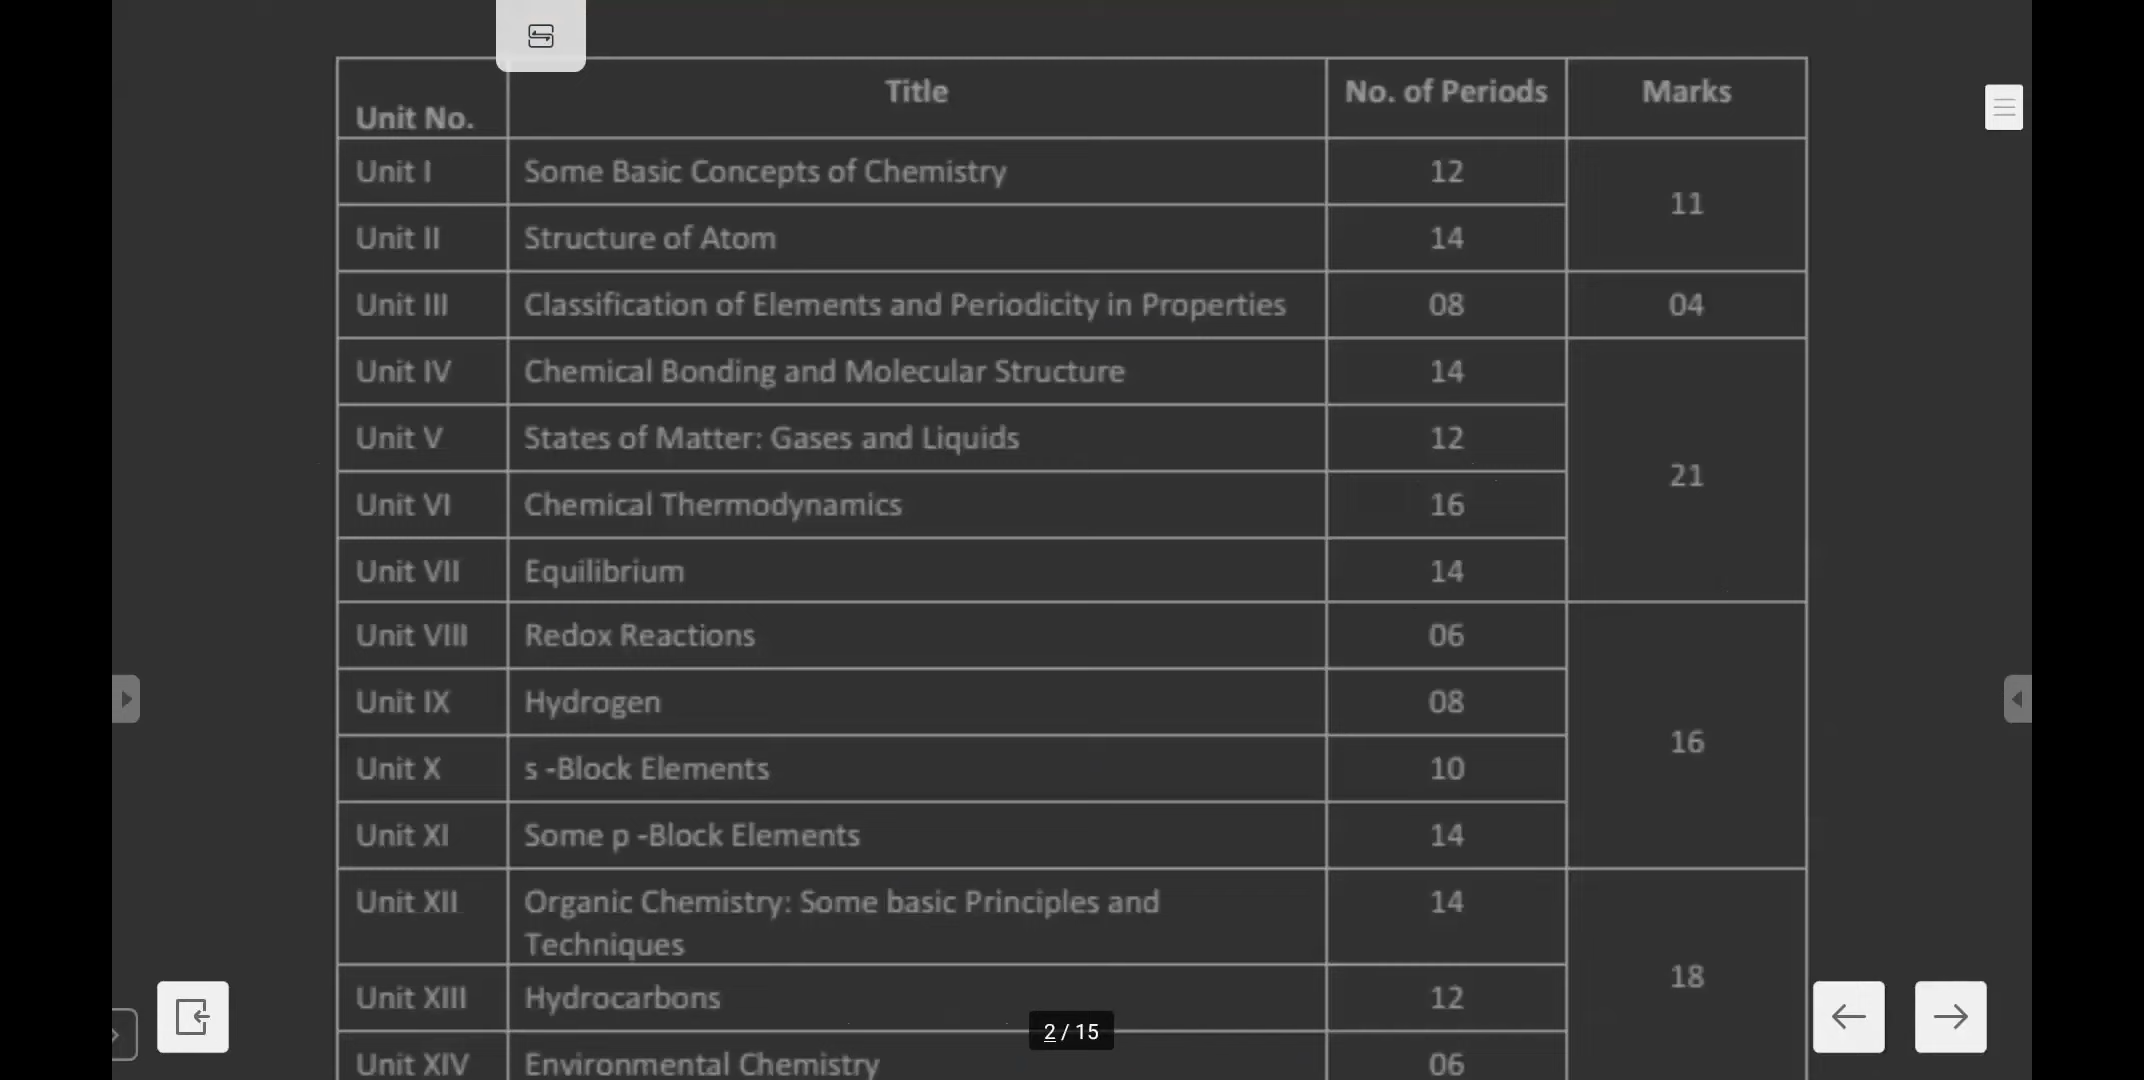 Unit No. Title No. of Periods Marks
Unit I Some Basic Concepts of Chemistry 12
11
Unit II Structure of Atom 14
Unit III Classification of Elements and Periodicity in Properties 08 04
Unit IV Chemical Bonding and Molecular Structure 14
Unit V States of Matter: Gases and Liquids 12
21
Unit VI Chemical Thermodynamics 16
Unit VII Equilibrium 14
Unit VIII Redox Reactions 06
Unit IX Hydrogen 08
16
Unit X s -Block Elements 10
Unit XI Some p -Block Elements 14
Unit XII Organic Chemistry: Some basic Principles and 14
Techniques
18
Unit XIII Hydrocarbons 12
2 / 15
Unit XIV Environmental Chemistry 06